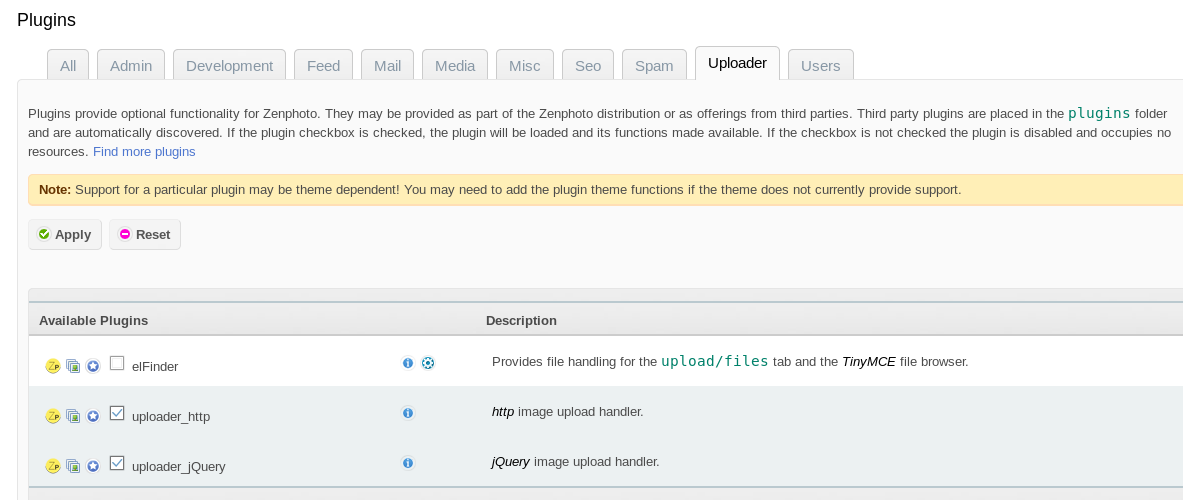 Plugins
All Admin Development Feed Mail Media Misc Seo Spam Uploader Users
Plugins provide optional functionality for Zenphoto. They may be provided as part of the Zenphoto distribution or as offerings from third parties. Third party plugins are placed in the plugins folder
and are automatically discovered. If the plugin checkbox is checked, the plugin will be loaded and its functions made available. If the checkbox is not checked the plugin is disabled and occupies no
resources. Find more plugins
Note: Support for a particular plugin may be theme dependent! You may need to add the plugin theme functions if the theme does not currently provide support.
Apply Reset
Available Plugins Description
elFinder Provides file handling for the upload/files tab and the TinyMCE file browser.
uploader_http http image upload handler.
uploader_jQuery jQuery image upload handler.